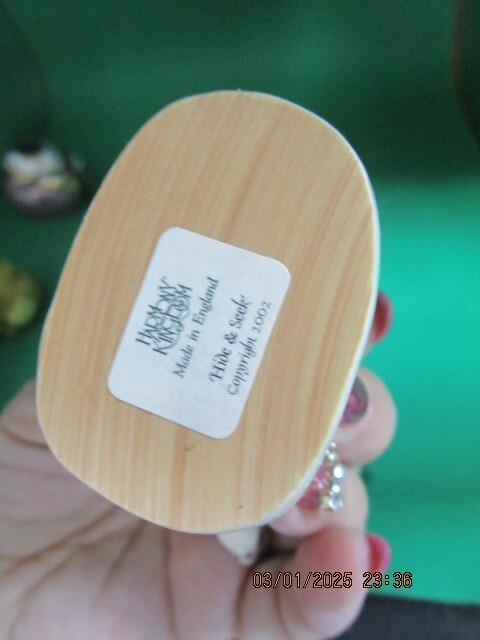 HARMONY
KINGDOM
Made in England
'Hide & Seek'
Copyright 2002
03/01/2025 23:36